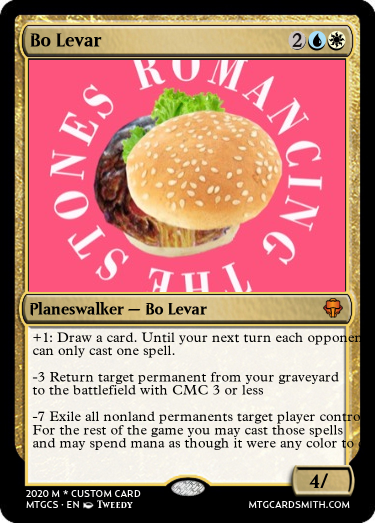 Bo Levar 2
ROMANCING
THE
STONES
Planeswalker — Bo Levar
+1: Draw a card. Until your next turn each opponen
can only cast one spell.
-3 Return target permanent from your graveyard
to the battlefield with CMC 3 or less
-7 Exile all nonland permanents target player contro
For the rest of the game you may cast those spells
and may spend mana as though it were any color to
4/
2020 M * CUSTOM CARD
MTGCS · EN TWEEDY
MTGCARDSMITH.COM